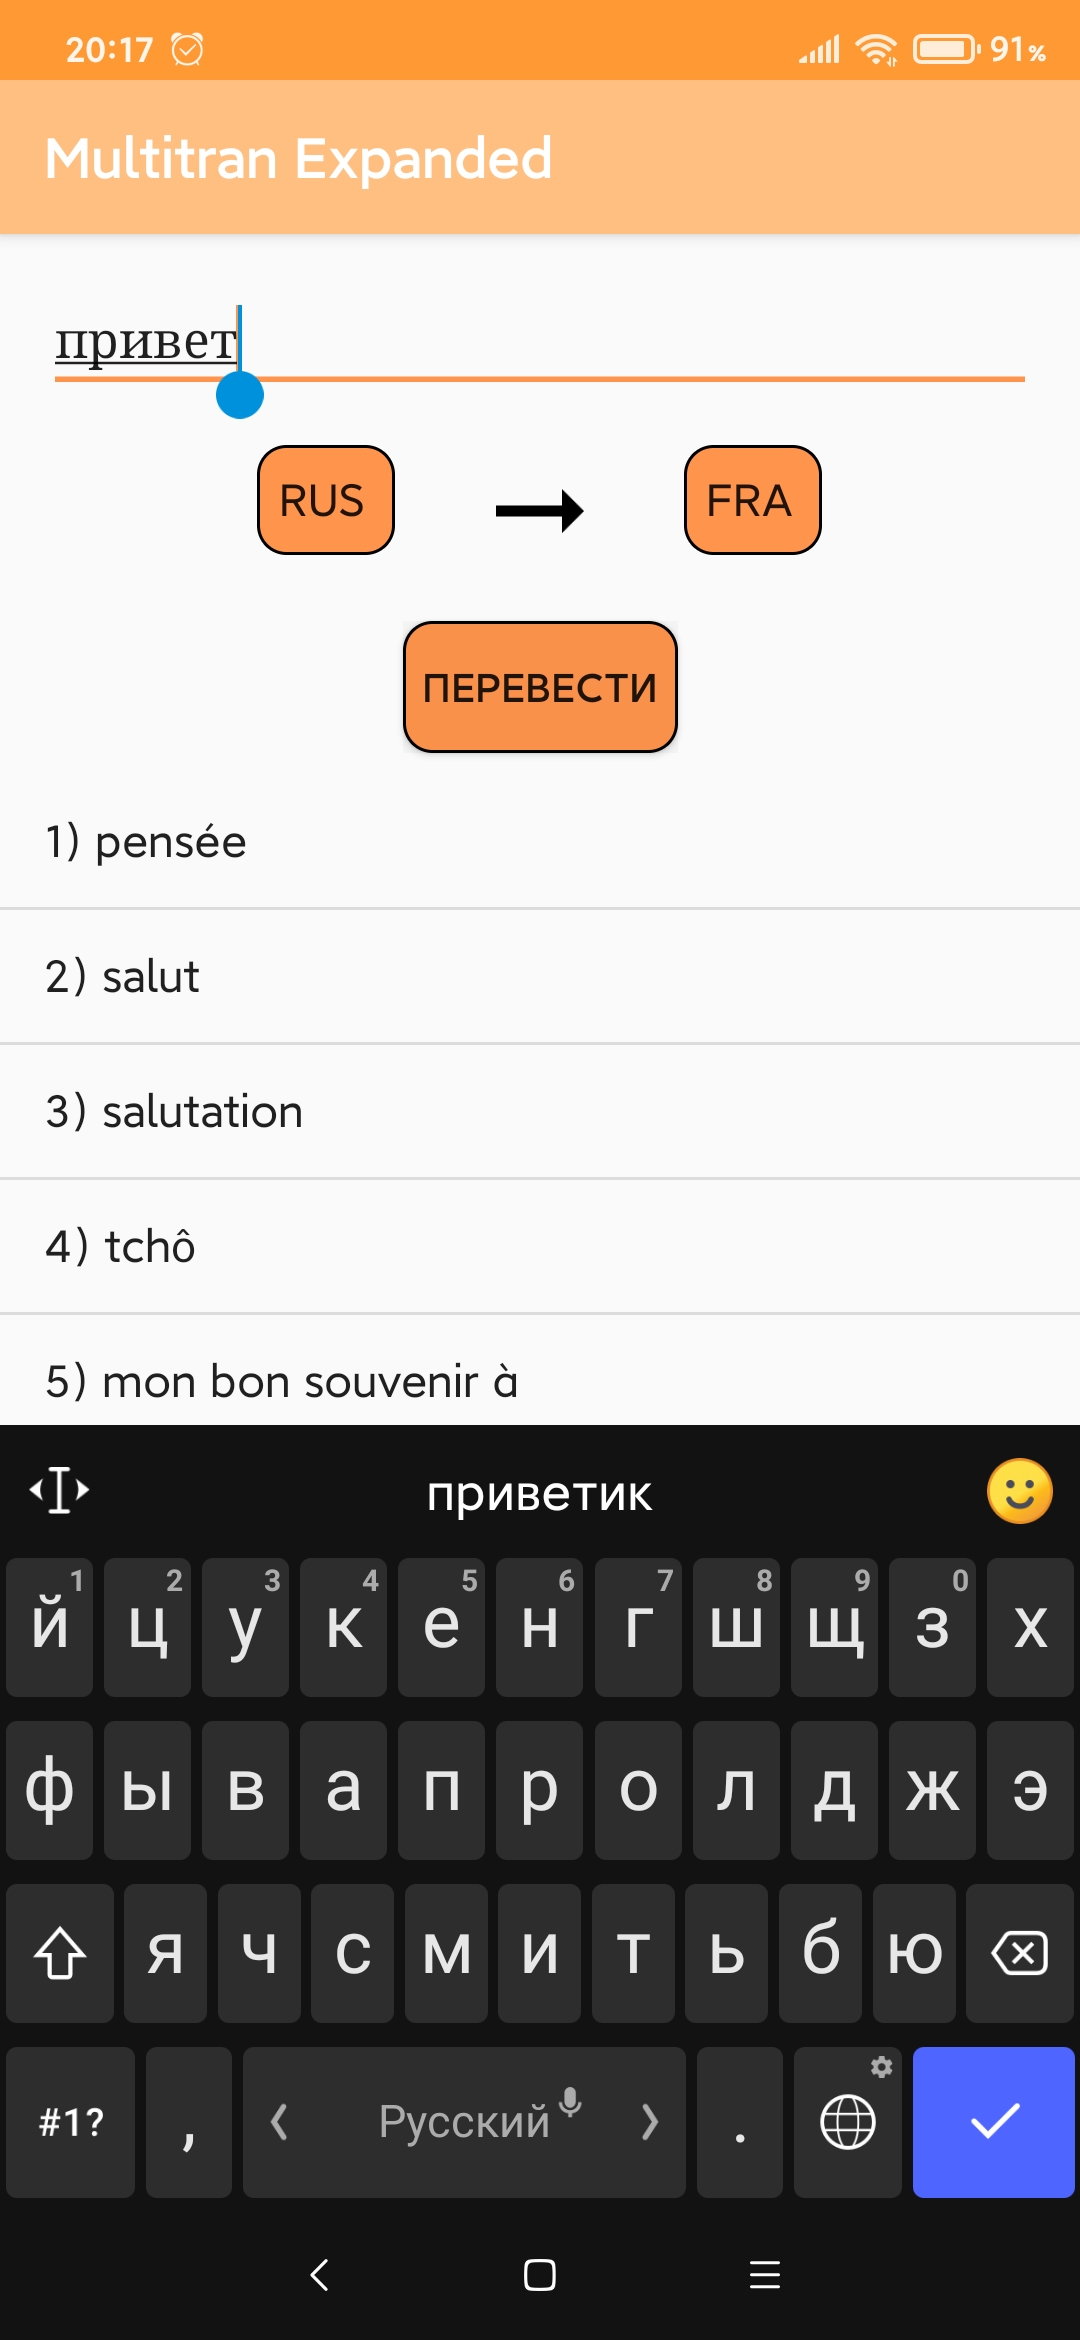 20:17 91%
Multitran Expanded
привет
RUS FRA
ПЕРЕВЕСТИ
1) pensée
2) salut
3) salutation
4) tchô
5) mon bon souvenir à
приветик
1 2 3 4 5 6 7 8 9 0
й ц у к е н г ш щ з х
ф ы в а п р о л д ж э
я ч с м и т ь б ю
#1? , Русский .